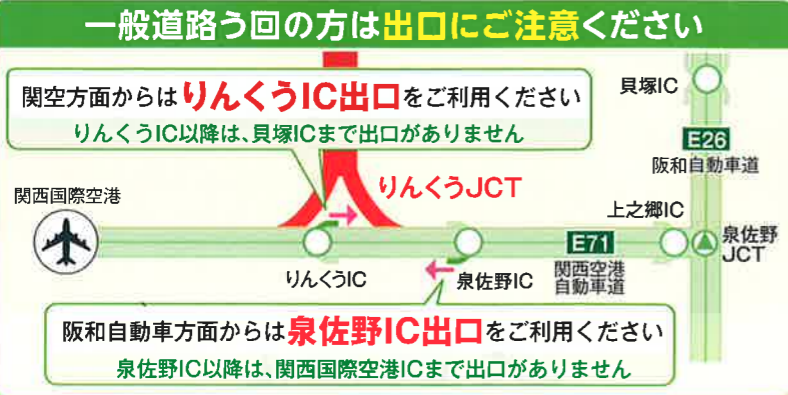 一般道路う回の方は出口にご注意ください
関空方面からはりんくうIC出口をご利用ください
りんくうIC以降は、貝塚ICまで出口がありません
貝塚IC
E26
阪和自動車道
りんくうJCT
関西国際空港
上之郷IC
泉佐野
JCT
E71
関西空港
自動車道
りんくうIC
泉佐野IC
阪和自動車方面からは泉佐野IC出口をご利用ください
泉佐野IC以降は、関西国際空港ICまで出口がありません